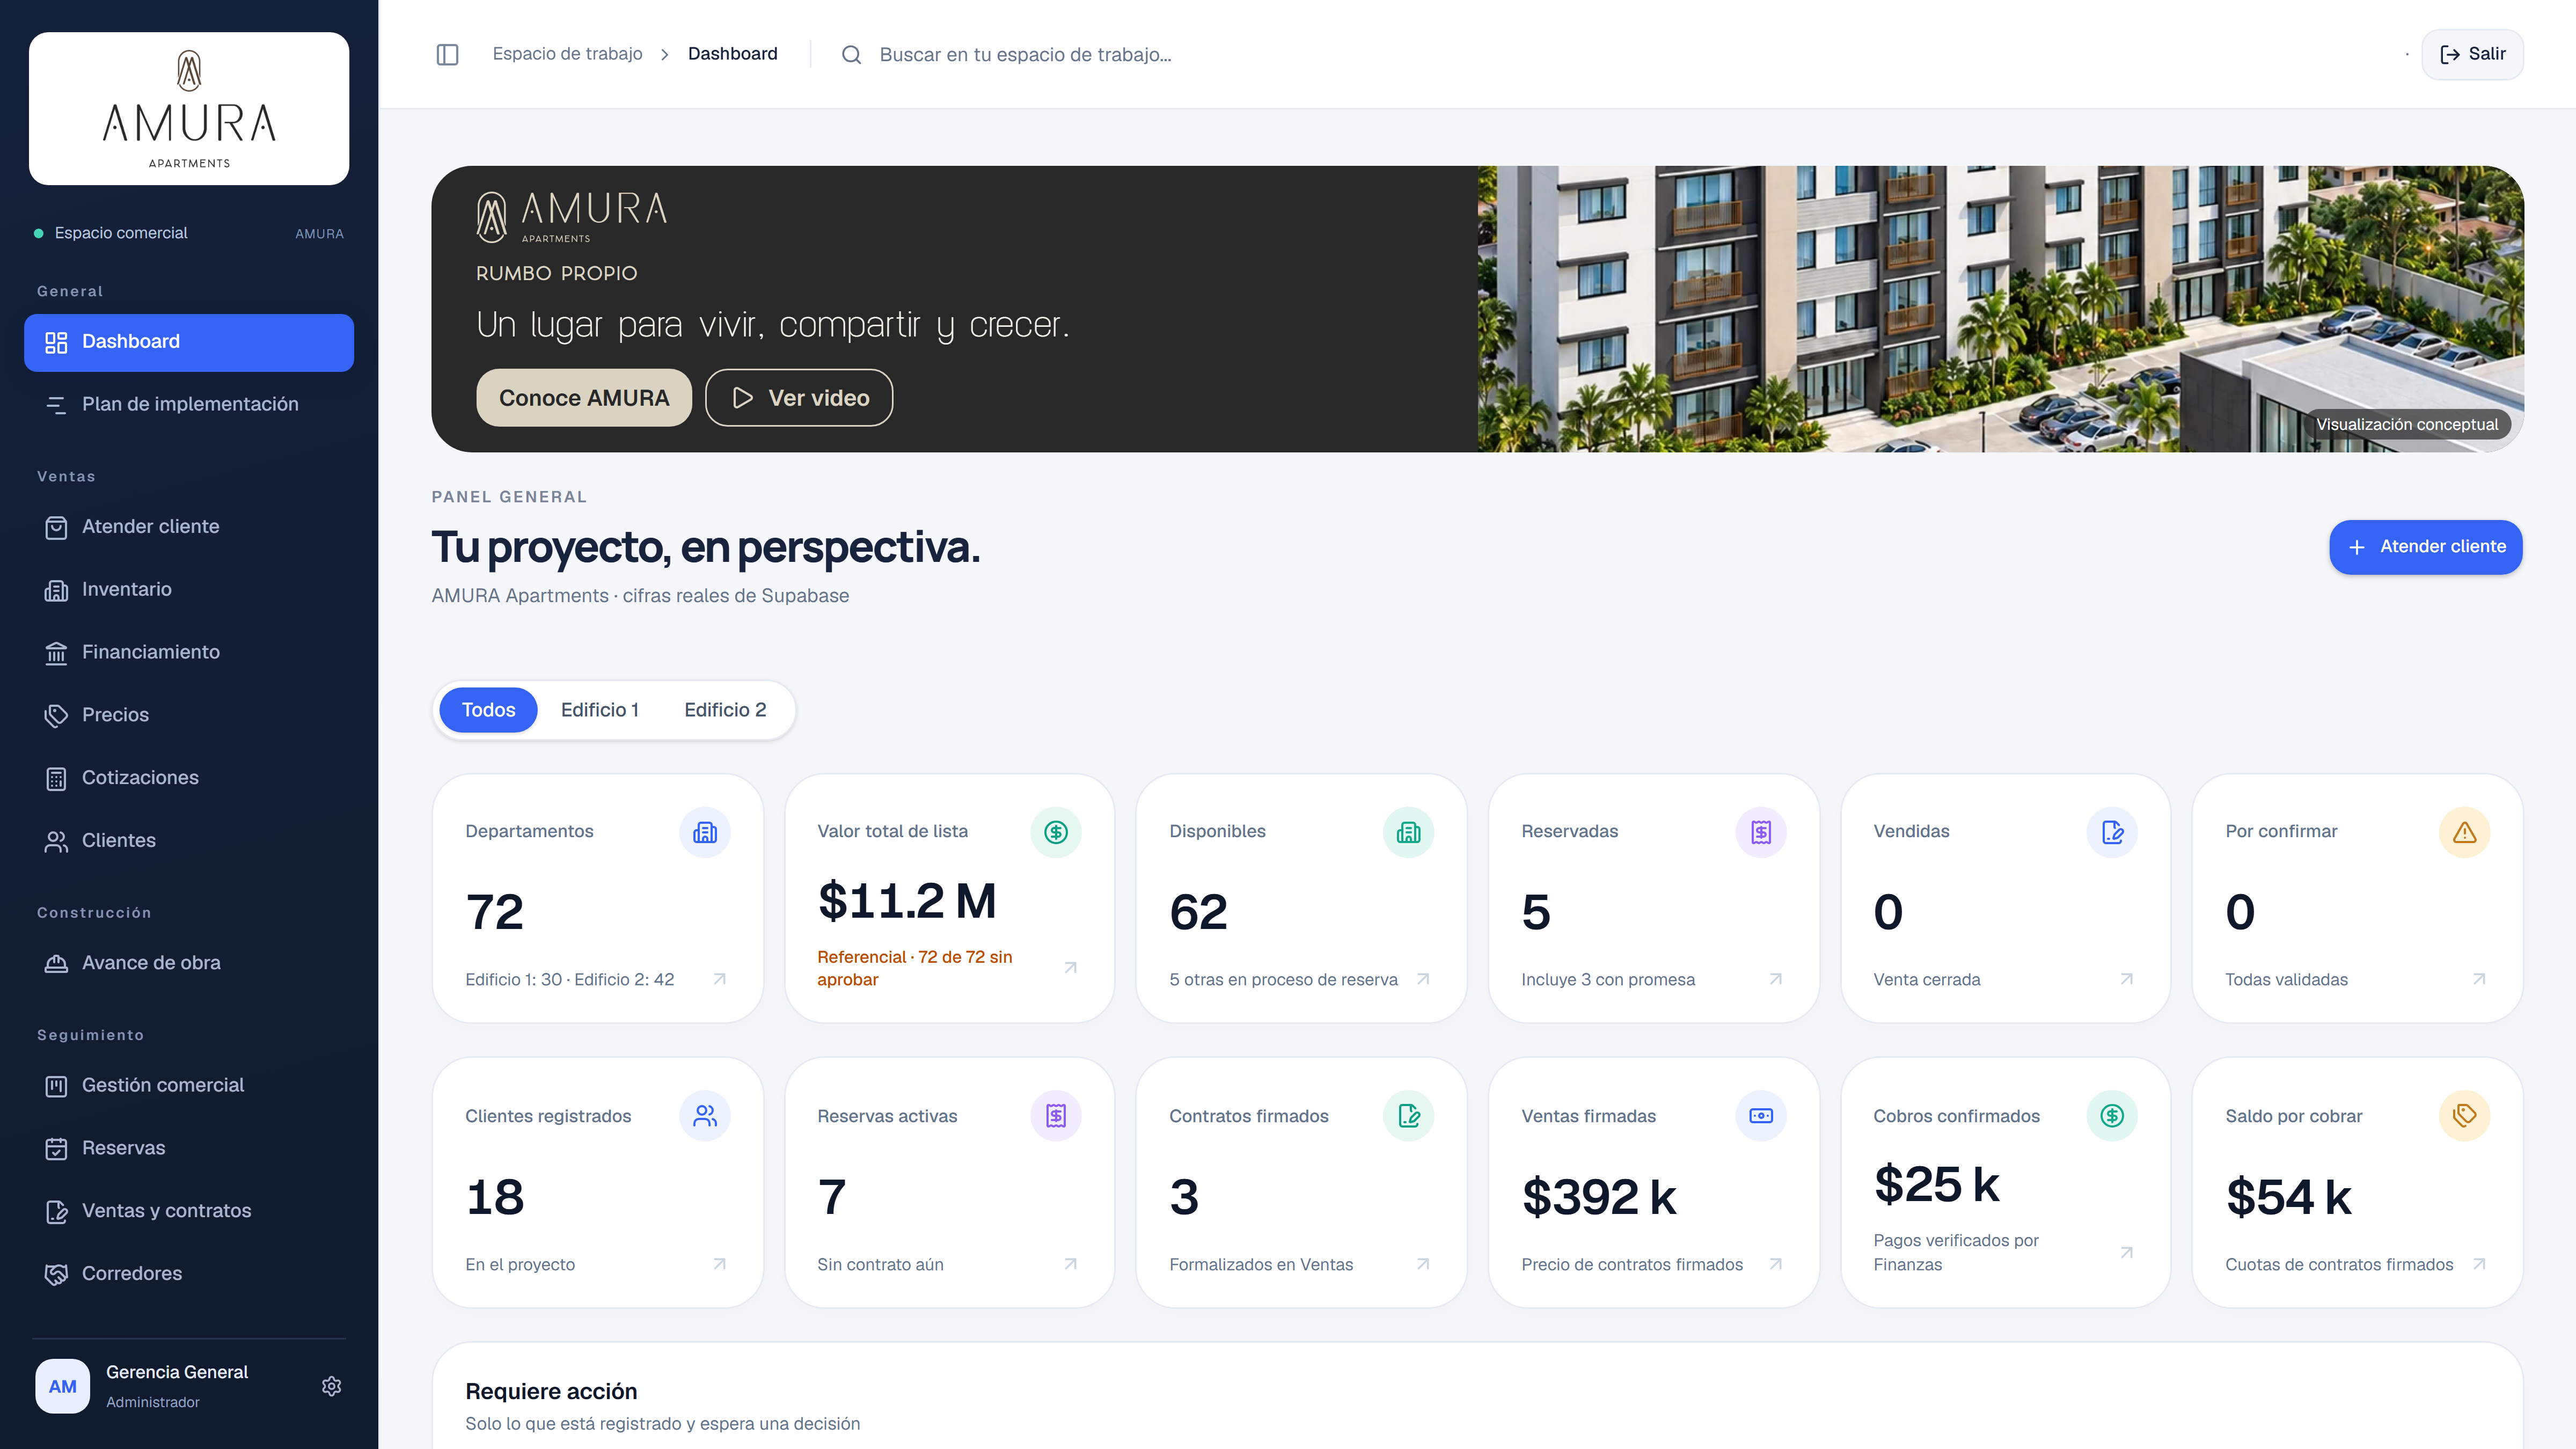 AMURA
APARTMENTS
Espacio comercial
AMURA
General
Dashboard
Plan de implementación
Ventas
Atender cliente
Inventario
Financiamiento
Precios
Cotizaciones
Clientes
Construcción
Avance de obra
Seguimiento
Gestión comercial
Reservas
Ventas y contratos
Corredores
AM
Gerencia General
Administrador
Espacio de trabajo
Dashboard
Buscar en tu espacio de trabajo...
Salir
AMURA
APARTMENTS
RUMBO PROPIO
Un lugar para vivir, compartir y crecer.
Conoce AMURA
Ver video
Visualización conceptual
PANEL GENERAL
Tu proyecto, en perspectiva.
AMURA Apartments · cifras reales de Supabase
Atender cliente
Todos
Edificio 1
Edificio 2
Departamentos
72
Edificio 1: 30 · Edificio 2: 42
Valor total de lista
$11.2 M
Referencial · 72 de 72 sin
aprobar
Disponibles
62
5 otras en proceso de reserva
Reservadas
5
Incluye 3 con promesa
Vendidas
0
Venta cerrada
Por confirmar
0
Todas validadas
Clientes registrados
18
En el proyecto
Reservas activas
7
Sin contrato aún
Contratos firmados
3
Formalizados en Ventas
Ventas firmadas
$392 k
Precio de contratos firmados
Cobros confirmados
$25 k
Pagos verificados por
Finanzas
Saldo por cobrar
$54 k
Cuotas de contratos firmados
Requiere acción
Solo lo que está registrado y espera una decisión